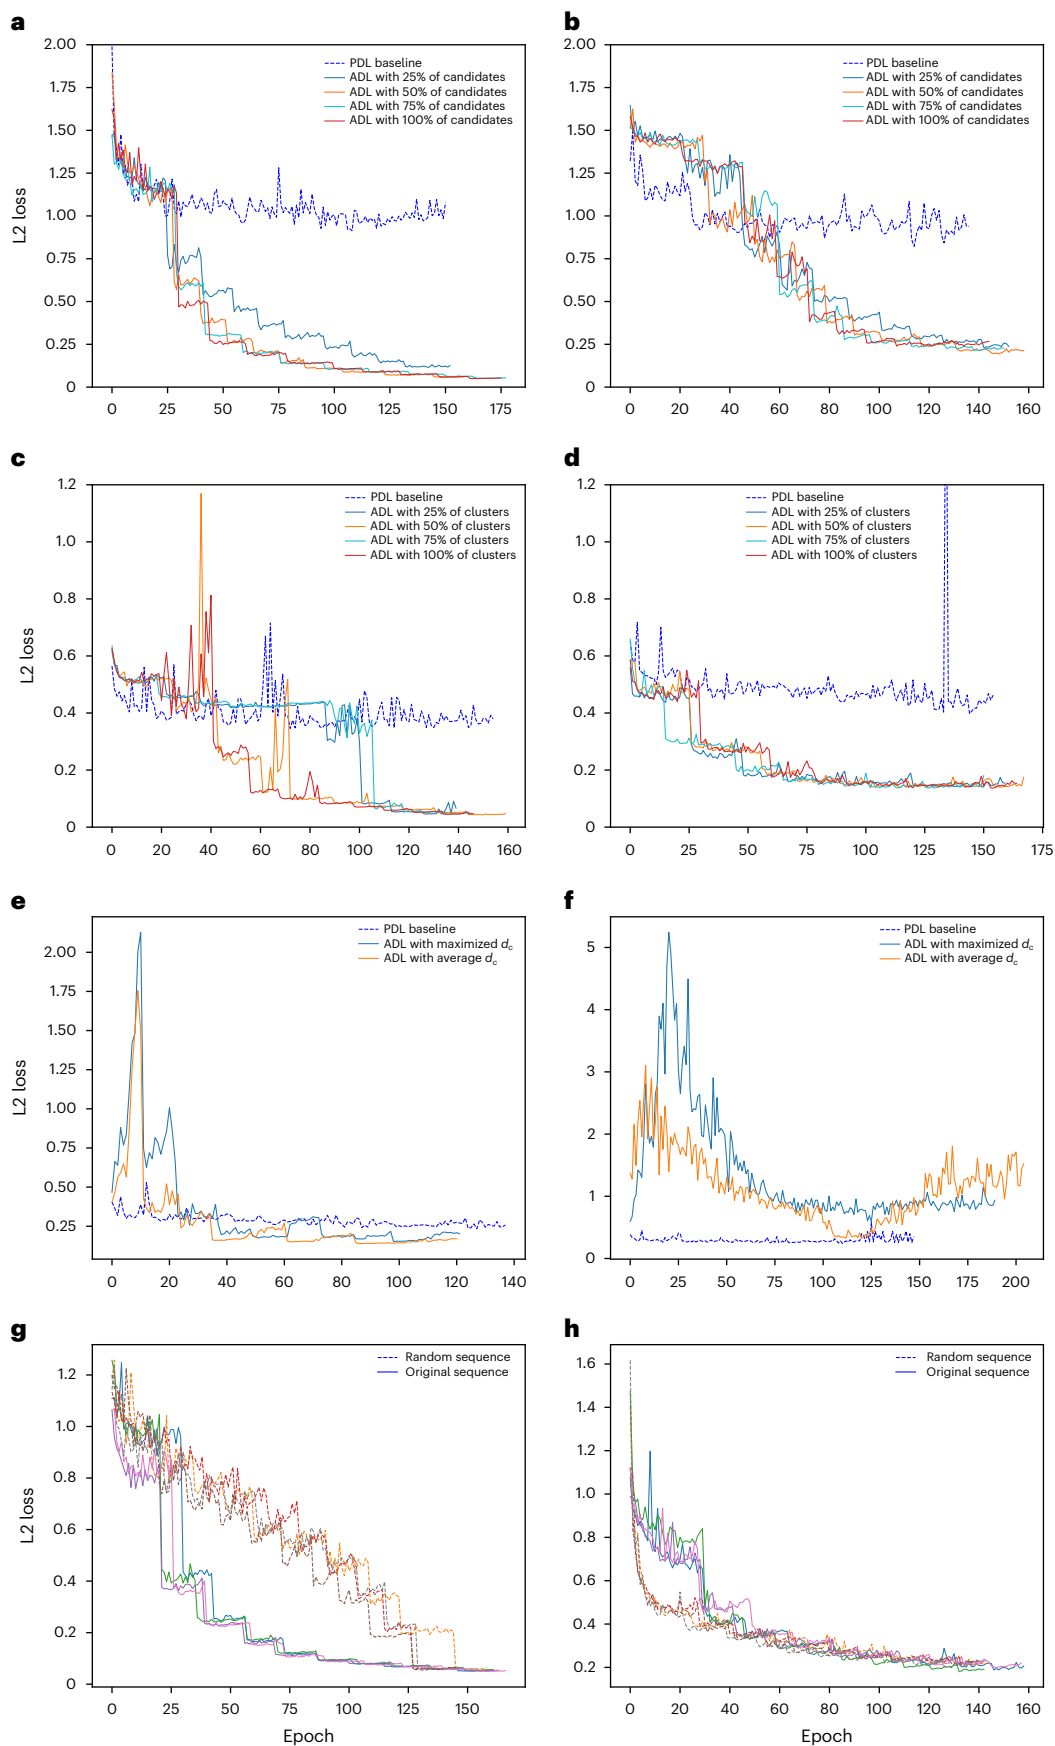 a
2.00
1.75
1.50
1.25
1.00
0.75
0.50
0.25
0
L2 loss
0 25 50 75 100 125 150 175
PDL baseline
ADL with 25% of candidates
ADL with 50% of candidates
ADL with 75% of candidates
ADL with 100% of candidates
b
2.00
1.75
1.50
1.25
1.00
0.75
0.50
0.25
0
0 20 40 60 80 100 120 140 160
PDL baseline
ADL with 25% of candidates
ADL with 50% of candidates
ADL with 75% of candidates
ADL with 100% of candidates
c
1.2
1.0
0.8
0.6
0.4
0.2
0
L2 loss
0 20 40 60 80 100 120 140 160
PDL baseline
ADL with 25% of clusters
ADL with 50% of clusters
ADL with 75% of clusters
ADL with 100% of clusters
d
1.2
1.0
0.8
0.6
0.4
0.2
0
0 25 50 75 100 125 150 175
PDL baseline
ADL with 25% of clusters
ADL with 50% of clusters
ADL with 75% of clusters
ADL with 100% of clusters
e
2.00
1.75
1.50
1.25
1.00
0.75
0.50
0.25
L2 loss
0 20 40 60 80 100 120 140
PDL baseline
ADL with maximized dc
ADL with average dc
f
5
4
3
2
1
0
0 25 50 75 100 125 150 175 200
PDL baseline
ADL with maximized dc
ADL with average dc
g
1.2
1.0
0.8
0.6
0.4
0.2
0
L2 loss
0 25 50 75 100 125 150
Epoch
Random sequence
Original sequence
h
1.6
1.4
1.2
1.0
0.8
0.6
0.4
0.2
0 20 40 60 80 100 120 140 160
Epoch
Random sequence
Original sequence